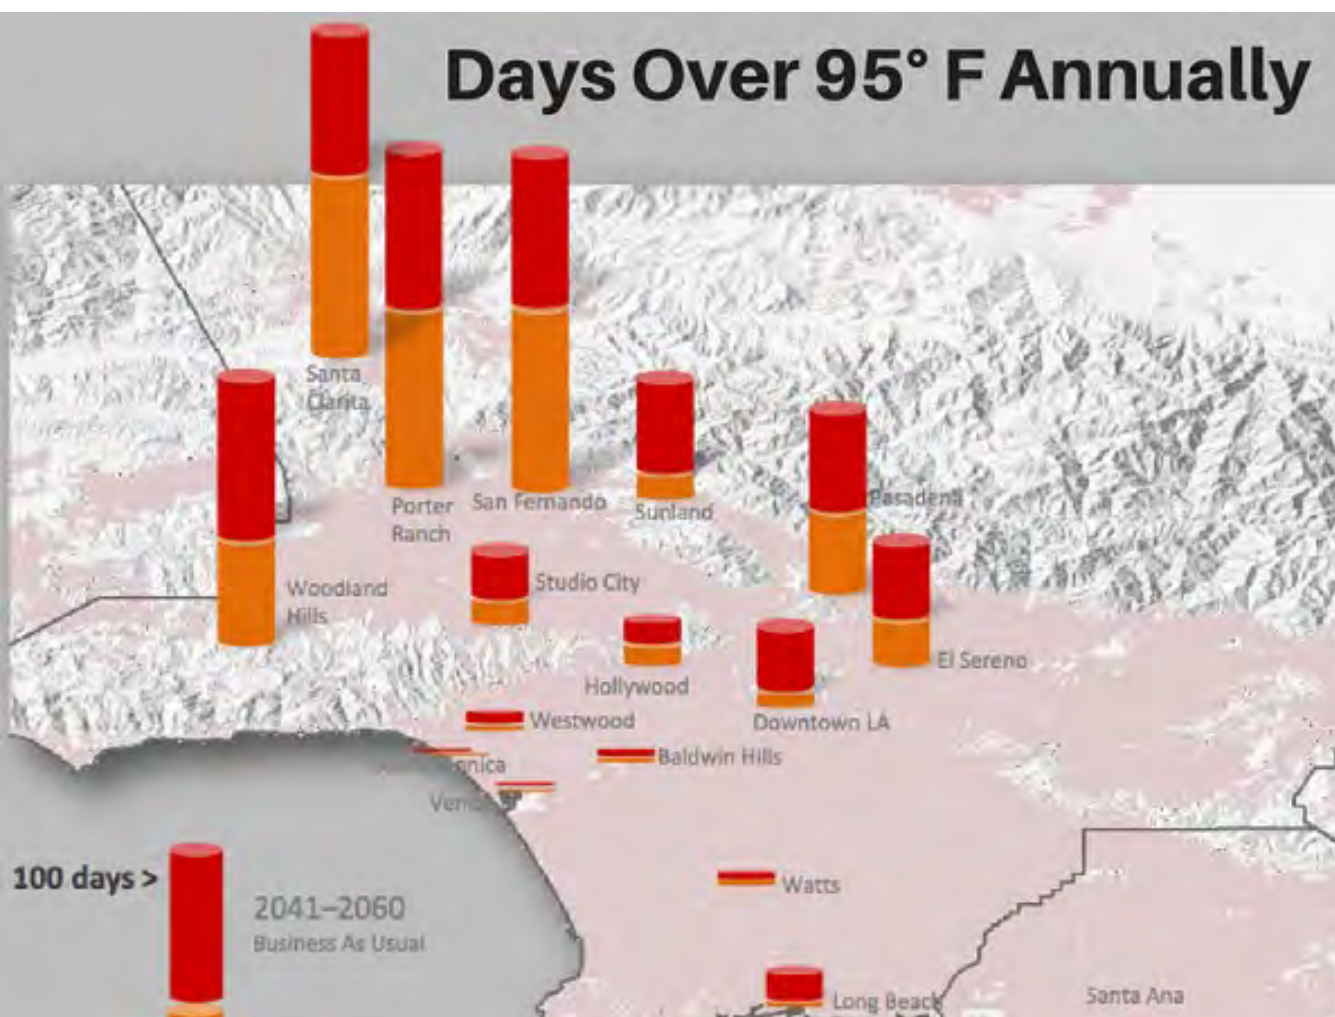 Days Over 95° F Annually
Santa
Clarita
Porter
Ranch
San Fernando
Sunland
Pasadena
Woodland
Hills
Studio City
El Sereno
Hollywood
Westwood
Downtown LA
Baldwin Hills
100 days >
2041–2060
Business As Usual
Watts
Long Beach
Santa Ana